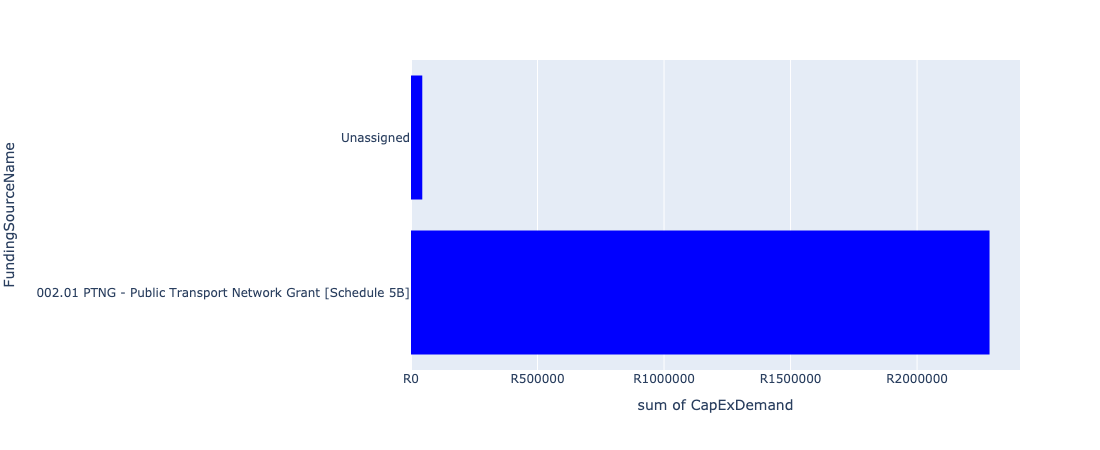 FundingSourceName
Unassigned
002.01 PTNG - Public Transport Network Grant [Schedule 5B]
R0 R500000 R1000000 R1500000 R2000000
sum of CapExDemand